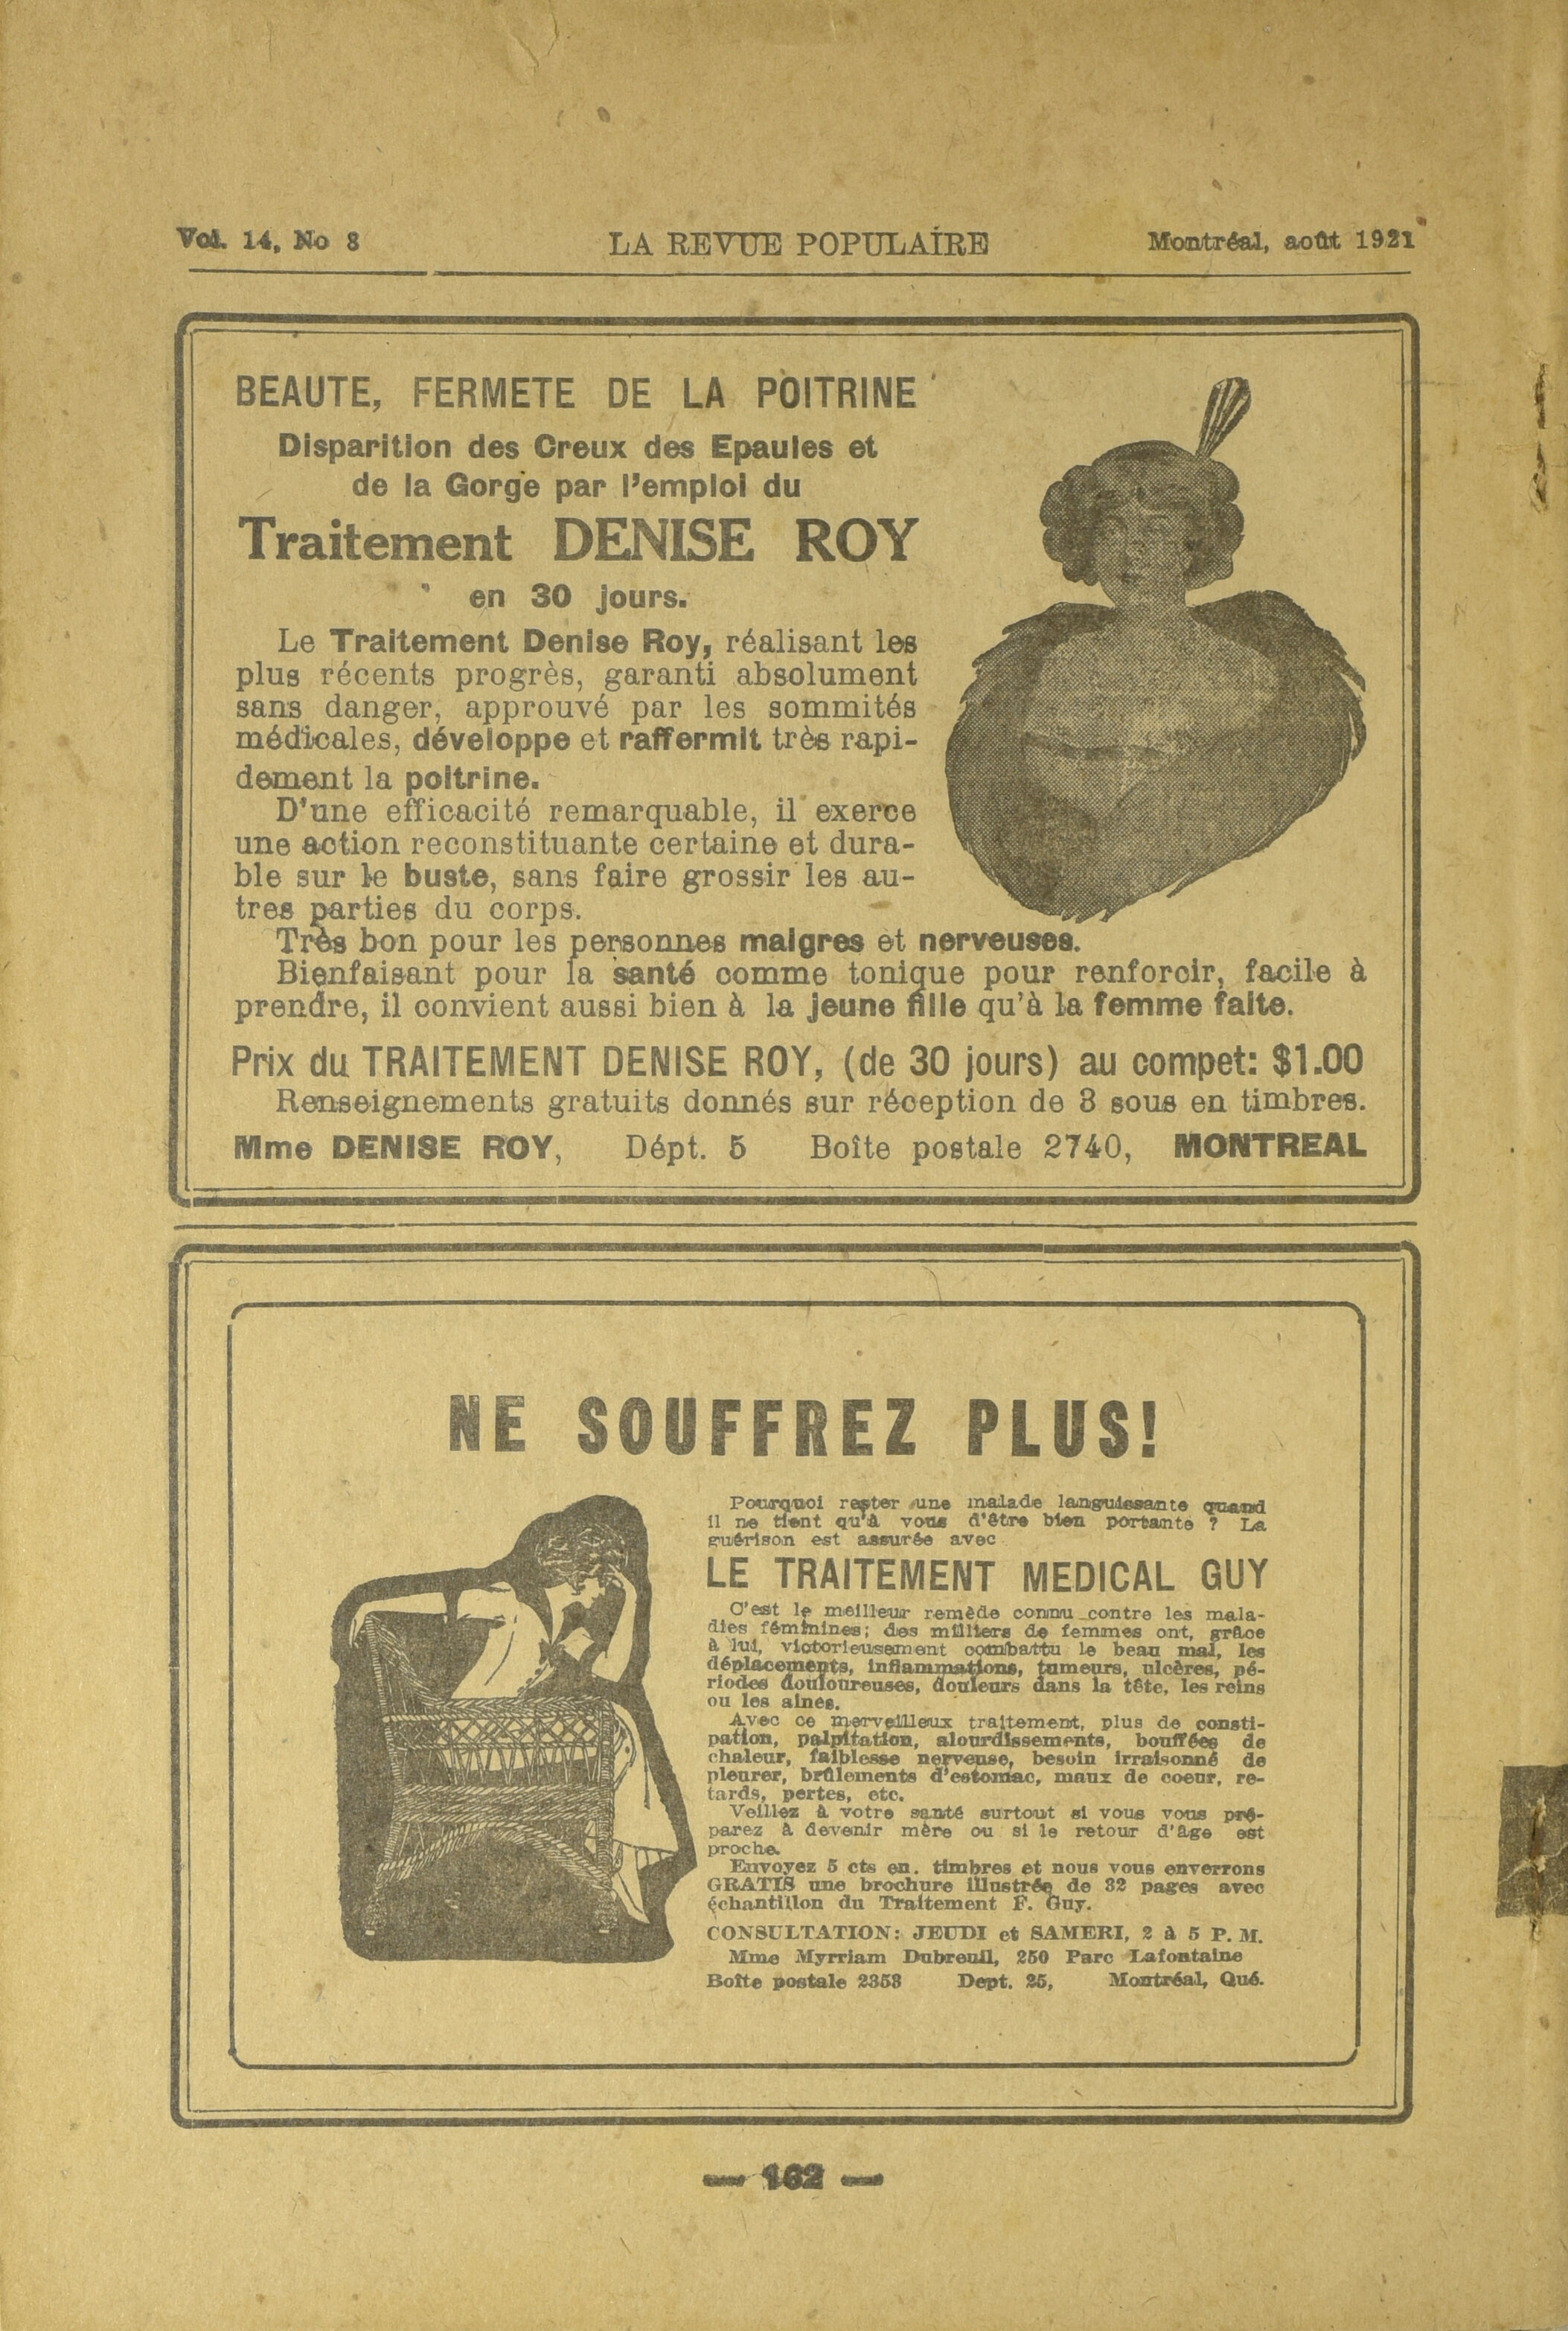 Vol. 14, No 8 LA REVUE POPULAIRE Montréal, août 1921
BEAUTE, FERMETE DE LA POITRINE
Disparition des Creux des Epaules et
de la Gorge par l'emploi du
Traitement DENISE ROY
en 30 jours.
Le Traitement Denise Roy, réalisant les
plus récents progrès, garanti absolument
sans danger, approuvé par les sommités
médicales, développe et raffermit très rapi-
dement la poitrine.
D'une efficacité remarquable, il exerce
une action reconstituante certaine et dura-
ble sur le buste, sans faire grossir les au-
tres parties du corps.
Très bon pour les personnes maigres et nerveuses.
Bienfaisant pour la santé comme tonique pour renforcir, facile à
prendre, il convient aussi bien à la jeune fille qu'à la femme faite.
Prix du TRAITEMENT DENISE ROY, (de 30 jours) au compet: $1.00
Renseignements gratuits donnés sur réception de 3 sous en timbres.
Mme DENISE ROY, Dépt. 5 Boîte postale 2740, MONTREAL
NE SOUFFREZ PLUS!
Pourquoi rester une malade languissante quand
il ne tient qu'à vous d'être bien portante ? La
guérison est assurée avec
LE TRAITEMENT MEDICAL GUY
C'est le meilleur remède connu contre les mala-
dies féminines; des milliers de femmes ont, grâce
à lui, victorieusement combattu le beau mal, les
déplacements, inflammations, tumeurs, ulcères, pé-
riodes douloureuses, douleurs dans la tête, les reins
ou les aines.
Avec ce merveilleux traitement, plus de consti-
pation, palpitation, alourdissements, bouffées de
chaleur, faiblesse nerveuse, besoin irraisonné de
pleurer, brûlements d'estomac, maux de coeur, re-
tards, pertes, etc.
Veillez à votre santé surtout si vous vous pré-
parez à devenir mère ou si le retour d'âge est
proche.
Envoyez 5 cts en. timbres et nous vous enverrons
GRATIS une brochure illustrée de 32 pages avec
échantillon du Traitement F. Guy.
CONSULTATION: JEUDI et SAMERI, 2 à 5 P. M.
Mme Myrriam Dubreuil, 250 Parc Lafontaine
Boîte postale 2353 Dept. 25, Montréal, Qué.
— 162 —